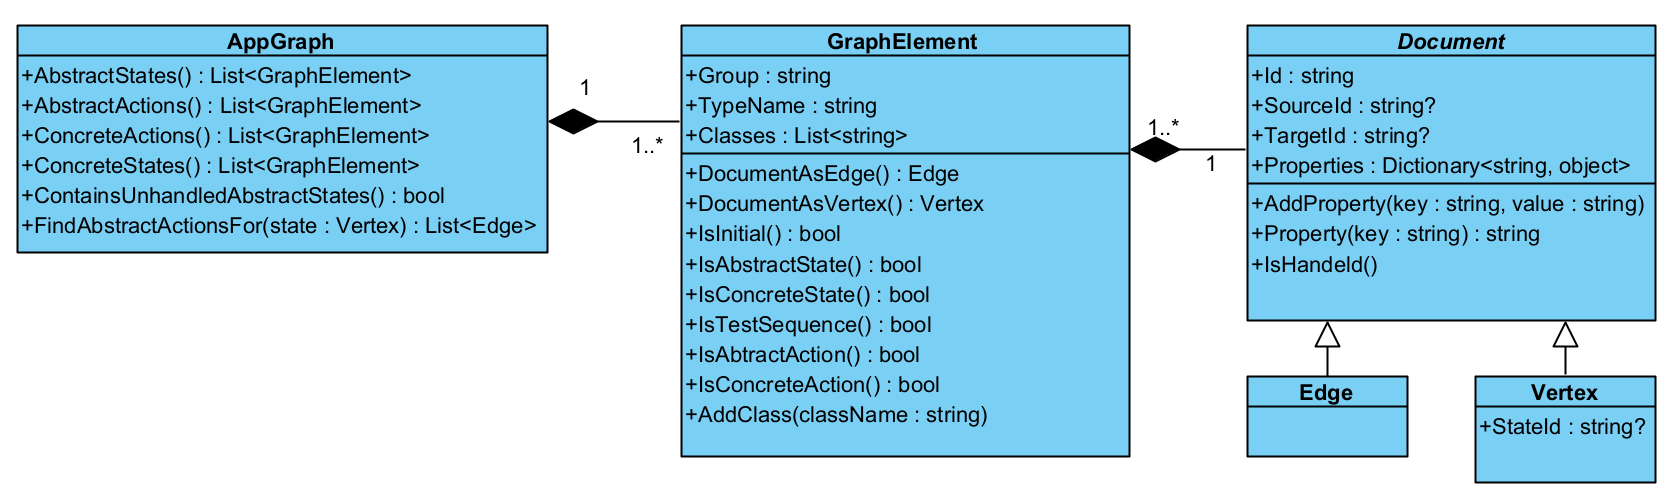 AppGraph
+AbstractStates() : List<GraphElement>
+AbstractActions() : List<GraphElement>
+ConcreteActions() : List<GraphElement>
+ConcreteStates() : List<GraphElement>
+ContainsUnhandledAbstractStates() : bool
+FindAbstractActionsFor(state : Vertex) : List<Edge>
1
1..*
GraphElement
+Group : string
+TypeName : string
+Classes : List<string>
+DocumentAsEdge() : Edge
+DocumentAsVertex() : Vertex
+IsInitial() : bool
+IsAbstractState() : bool
+IsConcreteState() : bool
+IsTestSequence() : bool
+IsAbtractAction() : bool
+IsConcreteAction() : bool
+AddClass(className : string)
1..*
1
Document
+Id : string
+SourceId : string?
+TargetId : string?
+Properties : Dictionary<string, object>
+AddProperty(key : string, value : string)
+Property(key : string) : string
+IsHandeld()
Edge
Vertex
+StateId : string?